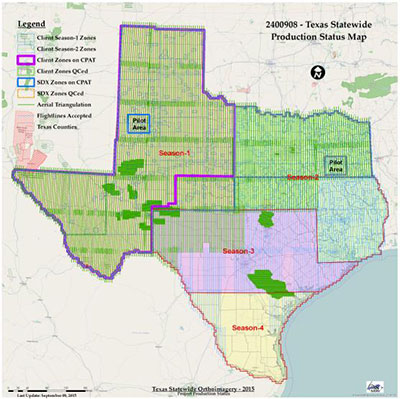 Legend
Client Season-1 Zones
Client Season-2 Zones
Client Zones on CPAT
Client Zones QCed
SDX Zones on CPAT
SDX Zones QCed
Aerial Triangulation
Flightlines Accepted
Texas Counties
2400908 - Texas Statewide
Production Status Map
Pilot
Area
Season-1
Pilot
Area
Season-2
Season-3
Season-4
Texas Statewide Orthoimagery - 2015
Project Production Status
Last Update: September 09, 2015